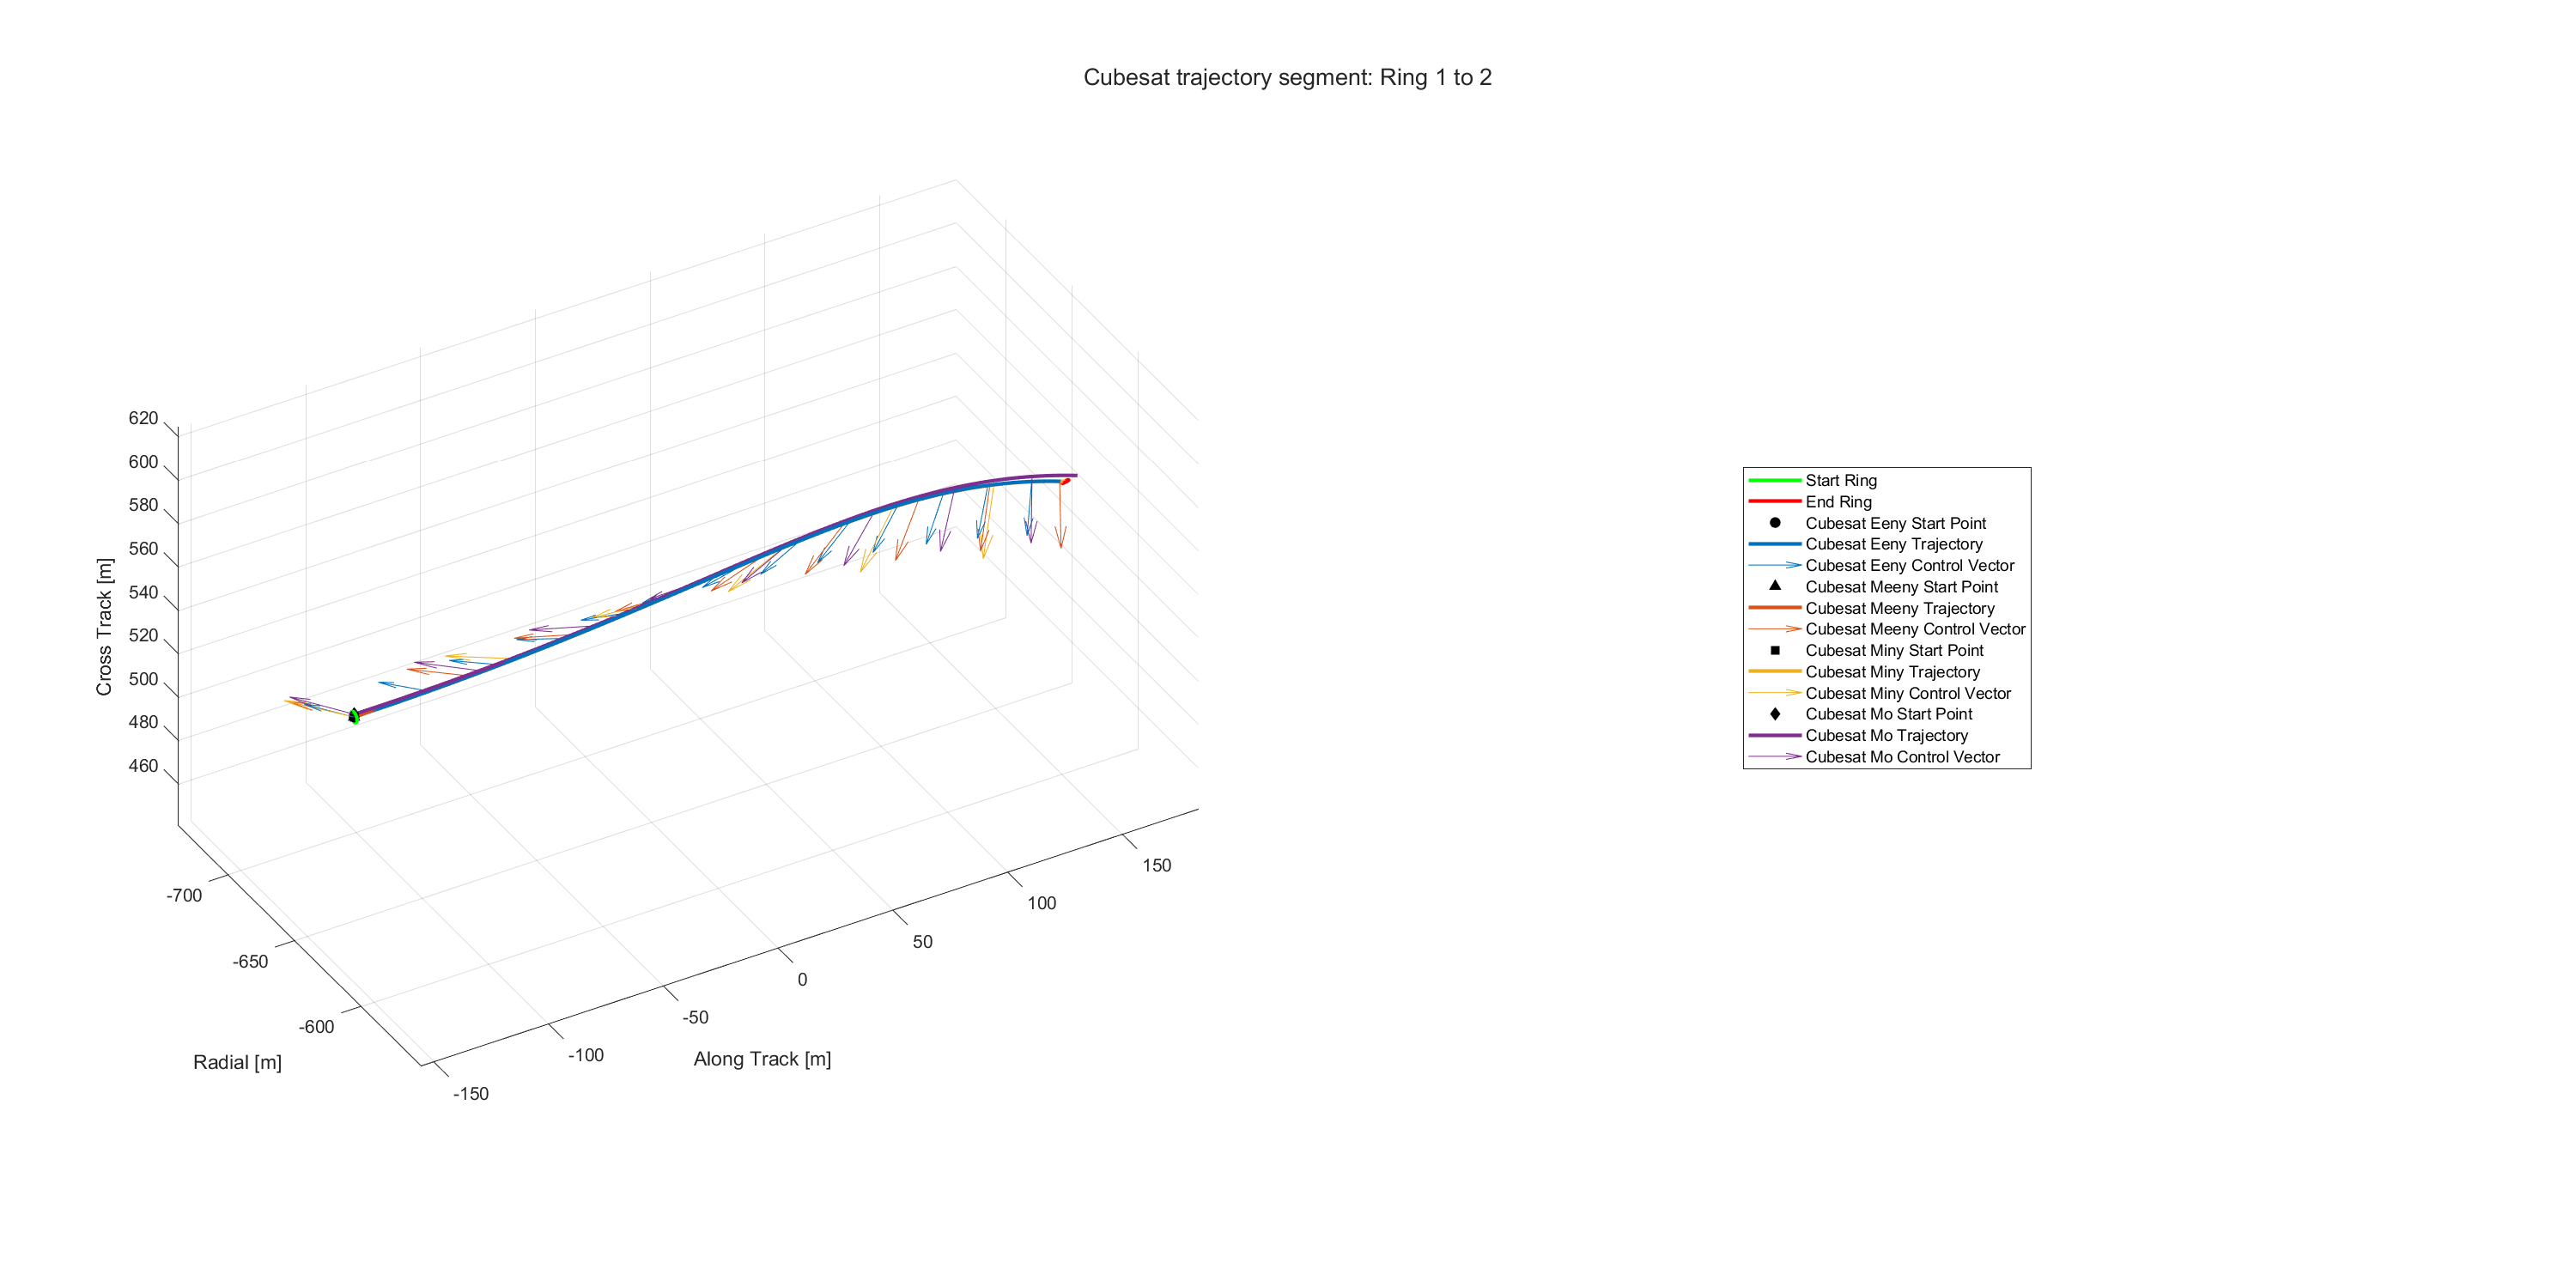 Cubesat trajectory segment: Ring 1 to 2
620
600
580
560
540
520
500
480
460
Cross Track [m]
-700
-650
-600
Radial [m]
-150
-100
-50
0
50
100
150
Along Track [m]
Start Ring
End Ring
Cubesat Eeny Start Point
Cubesat Eeny Trajectory
Cubesat Eeny Control Vector
Cubesat Meeny Start Point
Cubesat Meeny Trajectory
Cubesat Meeny Control Vector
Cubesat Miny Start Point
Cubesat Miny Trajectory
Cubesat Miny Control Vector
Cubesat Mo Start Point
Cubesat Mo Trajectory
Cubesat Mo Control Vector